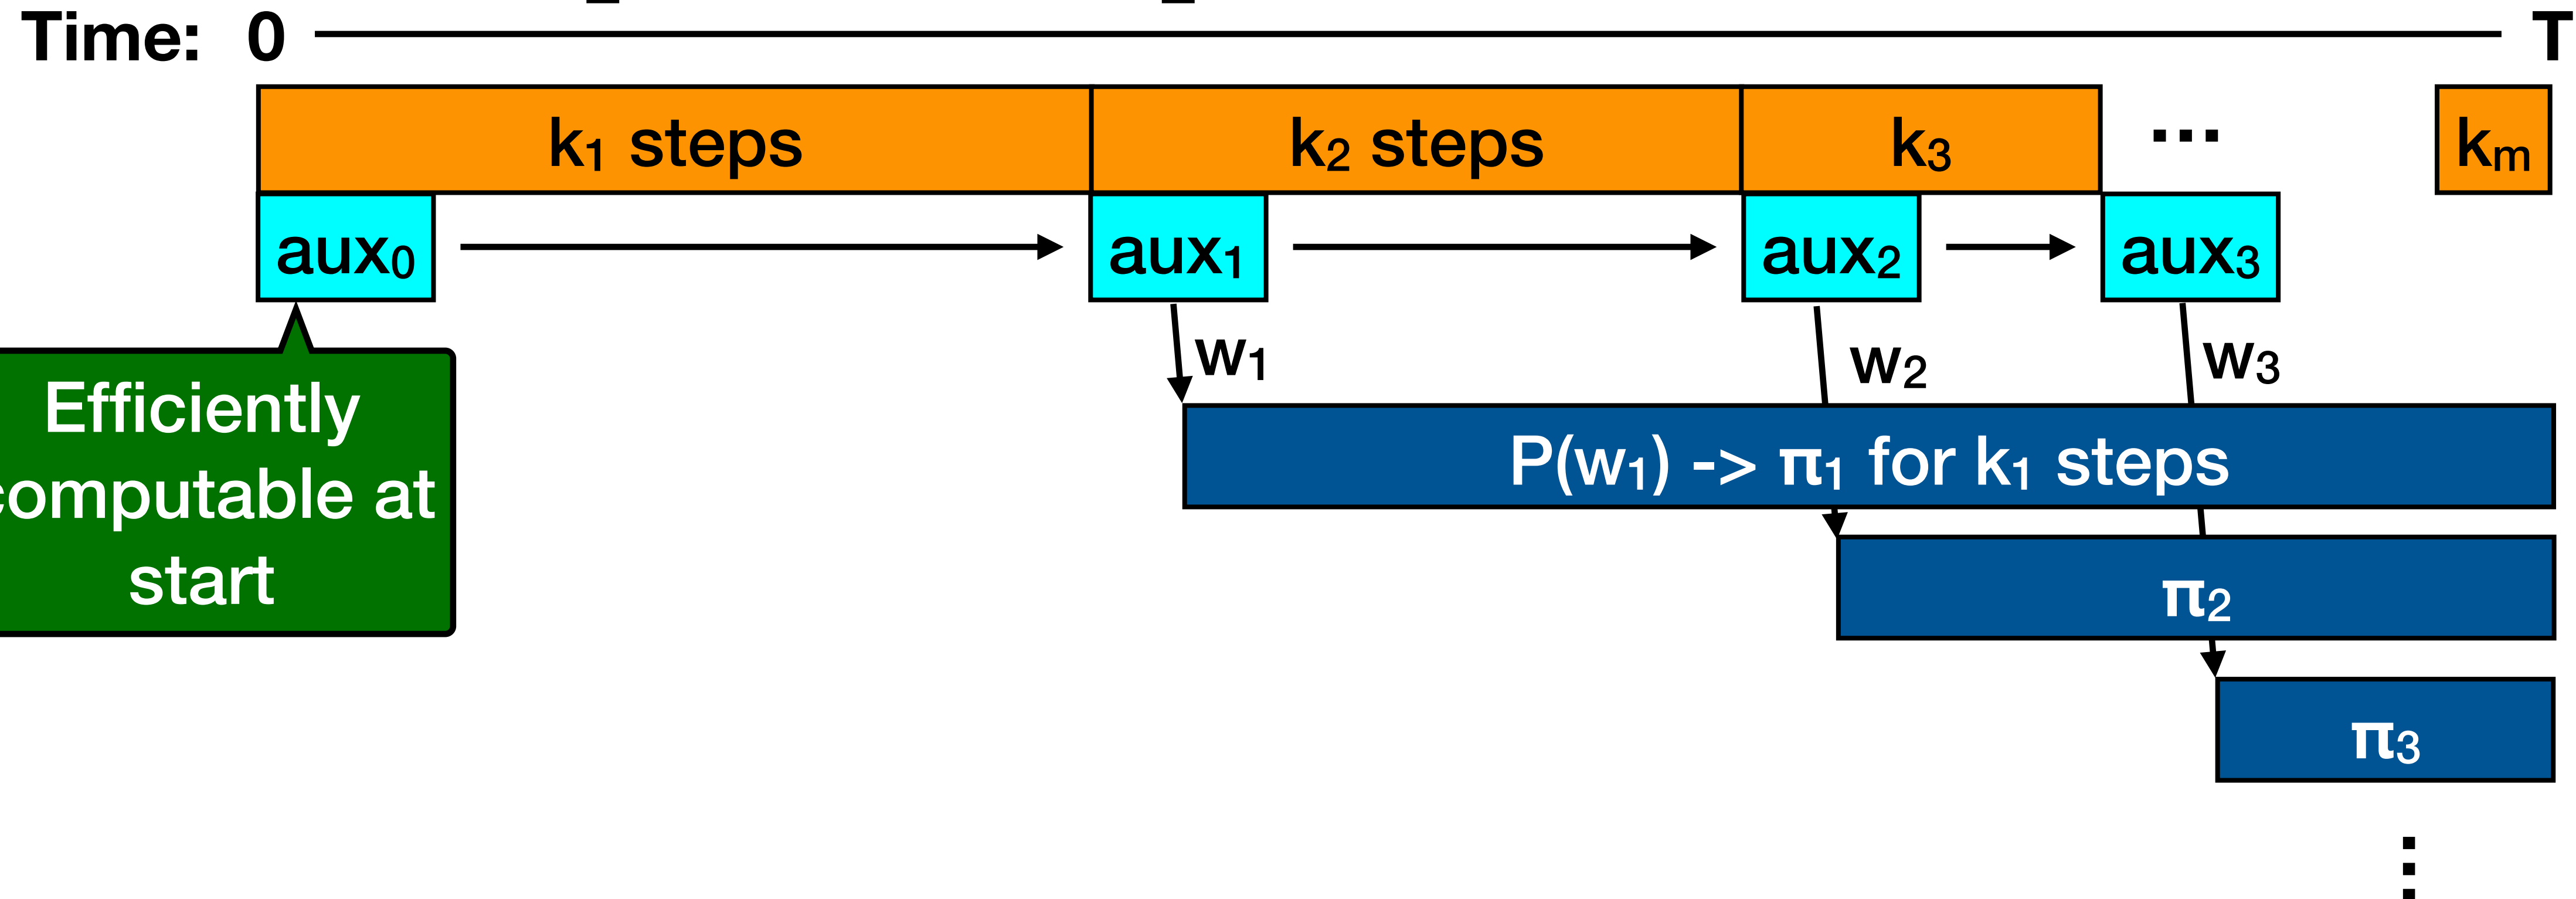 Time: 0 T
k₁ steps k₂ steps k₃ ... kₘ
aux₀ aux₁ aux₂ aux₃
w₁ w₂ w₃
Efficiently
computable at
start
P(w₁) -> π₁ for k₁ steps
π₂
π₃
⋮